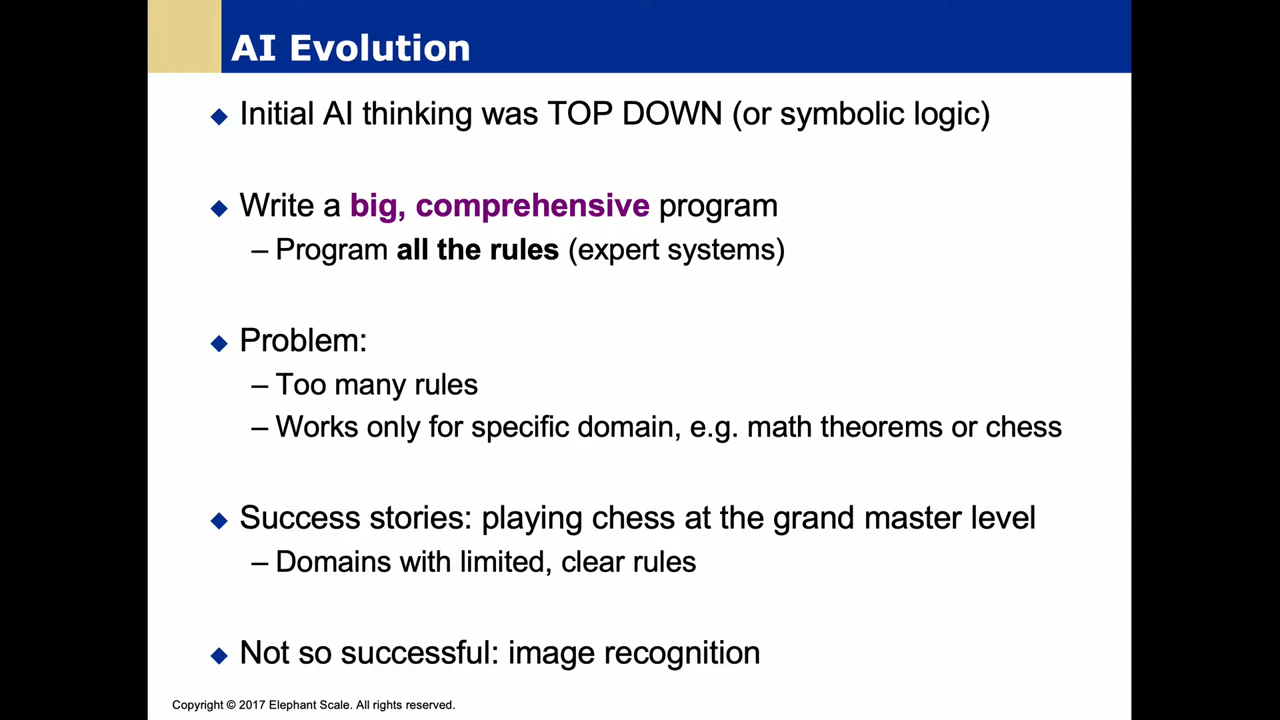 AI Evolution
◆ Initial AI thinking was TOP DOWN (or symbolic logic)
◆ Write a big, comprehensive program
– Program all the rules (expert systems)
◆ Problem:
– Too many rules
– Works only for specific domain, e.g. math theorems or chess
◆ Success stories: playing chess at the grand master level
– Domains with limited, clear rules
◆ Not so successful: image recognition
Copyright © 2017 Elephant Scale. All rights reserved.